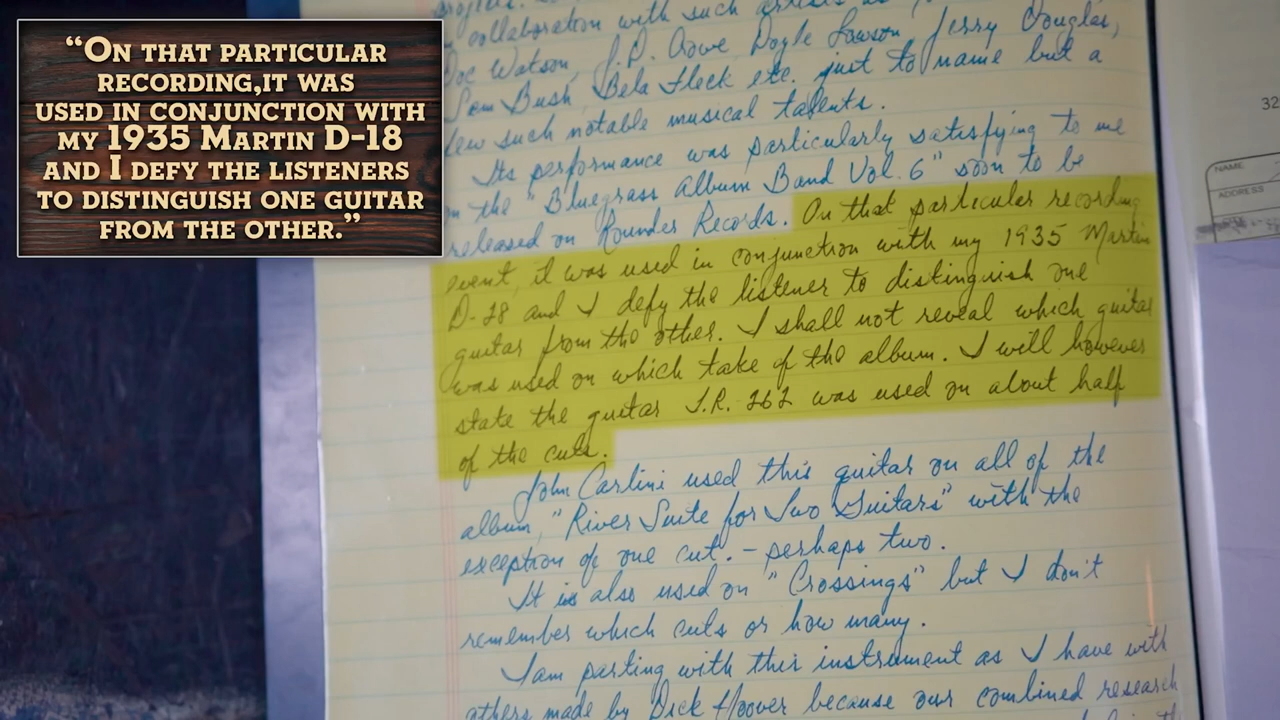 “On that particular
recording,it was
used in conjunction with
my 1935 Martin D-18
and I defy the listeners
to distinguish one guitar
from the other.”
collaboration with such artists as
Doc Watson, J.D. Crowe Doyle Lawson, Jerry Douglas,
Sam Bush, Bela Fleck etc. just to name but a
few such notable musical talents.
Its performance was particularly satisfying to me
on the "Bluegrass Album Band Vol. 6" soon to be
released on Rounder Records. On that particular recording
event, it was used in conjunction with my 1935 Martin
D-28 and I defy the listener to distinguish one
guitar from the other. I shall not reveal which guitar
was used on which take of the album. I will however
state the guitar J.R. 262 was used on about half
of the cuts.
John Carlini used this guitar on all of the
album, "River Suite for Two Guitars" with the
exception of one cut. - perhaps two.
It is also used on "Crossings" but I don't
remember which cuts or how many.
I am parting with this instrument as I have with
others made by Dick Hoover because our combined research
32
NAME
ADDRESS